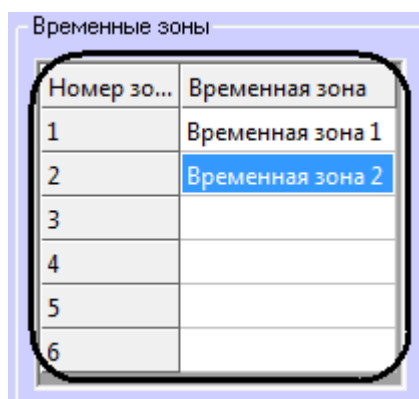 Временные зоны
Номер зо... Временная зона
1 Временная зона 1
2 Временная зона 2
3
4
5
6